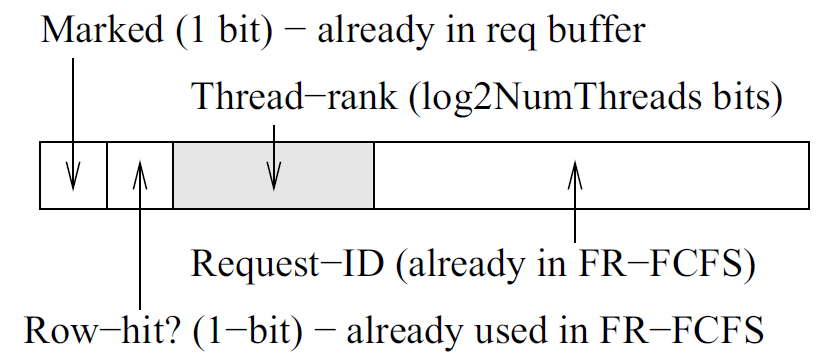 Marked (1 bit) − already in req buffer
Thread−rank (log2NumThreads bits)
Request−ID (already in FR−FCFS)
Row−hit? (1−bit) − already used in FR−FCFS